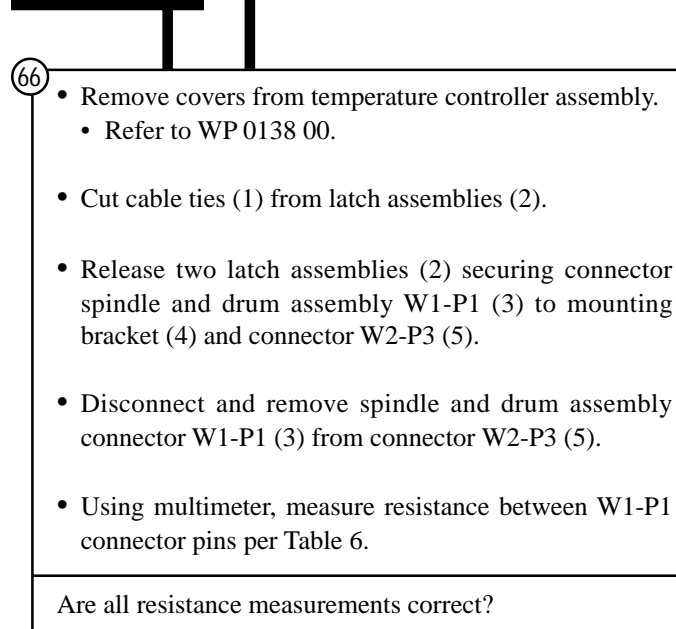 66
• Remove covers from temperature controller assembly.
• Refer to WP 0138 00.
• Cut cable ties (1) from latch assemblies (2).
• Release two latch assemblies (2) securing connector
spindle and drum assembly W1-P1 (3) to mounting
bracket (4) and connector W2-P3 (5).
• Disconnect and remove spindle and drum assembly
connector W1-P1 (3) from connector W2-P3 (5).
• Using multimeter, measure resistance between W1-P1
connector pins per Table 6.
Are all resistance measurements correct?